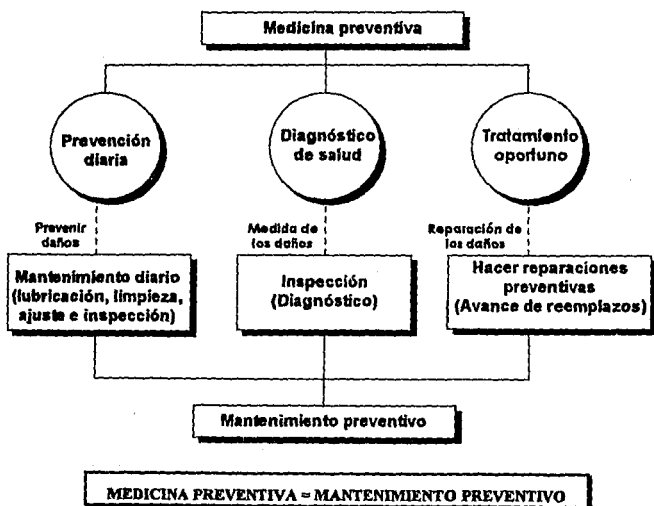 Medicina preventiva
Prevención
diaria
Diagnóstico
de salud
Tratamiento
oportuno
Prevenir
daños
Medida de
los daños
Reparación de
los daños
Mantenimiento diario
(lubricación, limpieza,
ajuste e inspección)
Inspección
(Diagnóstico)
Hacer reparaciones
preventivas
(Avance de reemplazos)
Mantenimiento preventivo
MEDICINA PREVENTIVA = MANTENIMIENTO PREVENTIVO